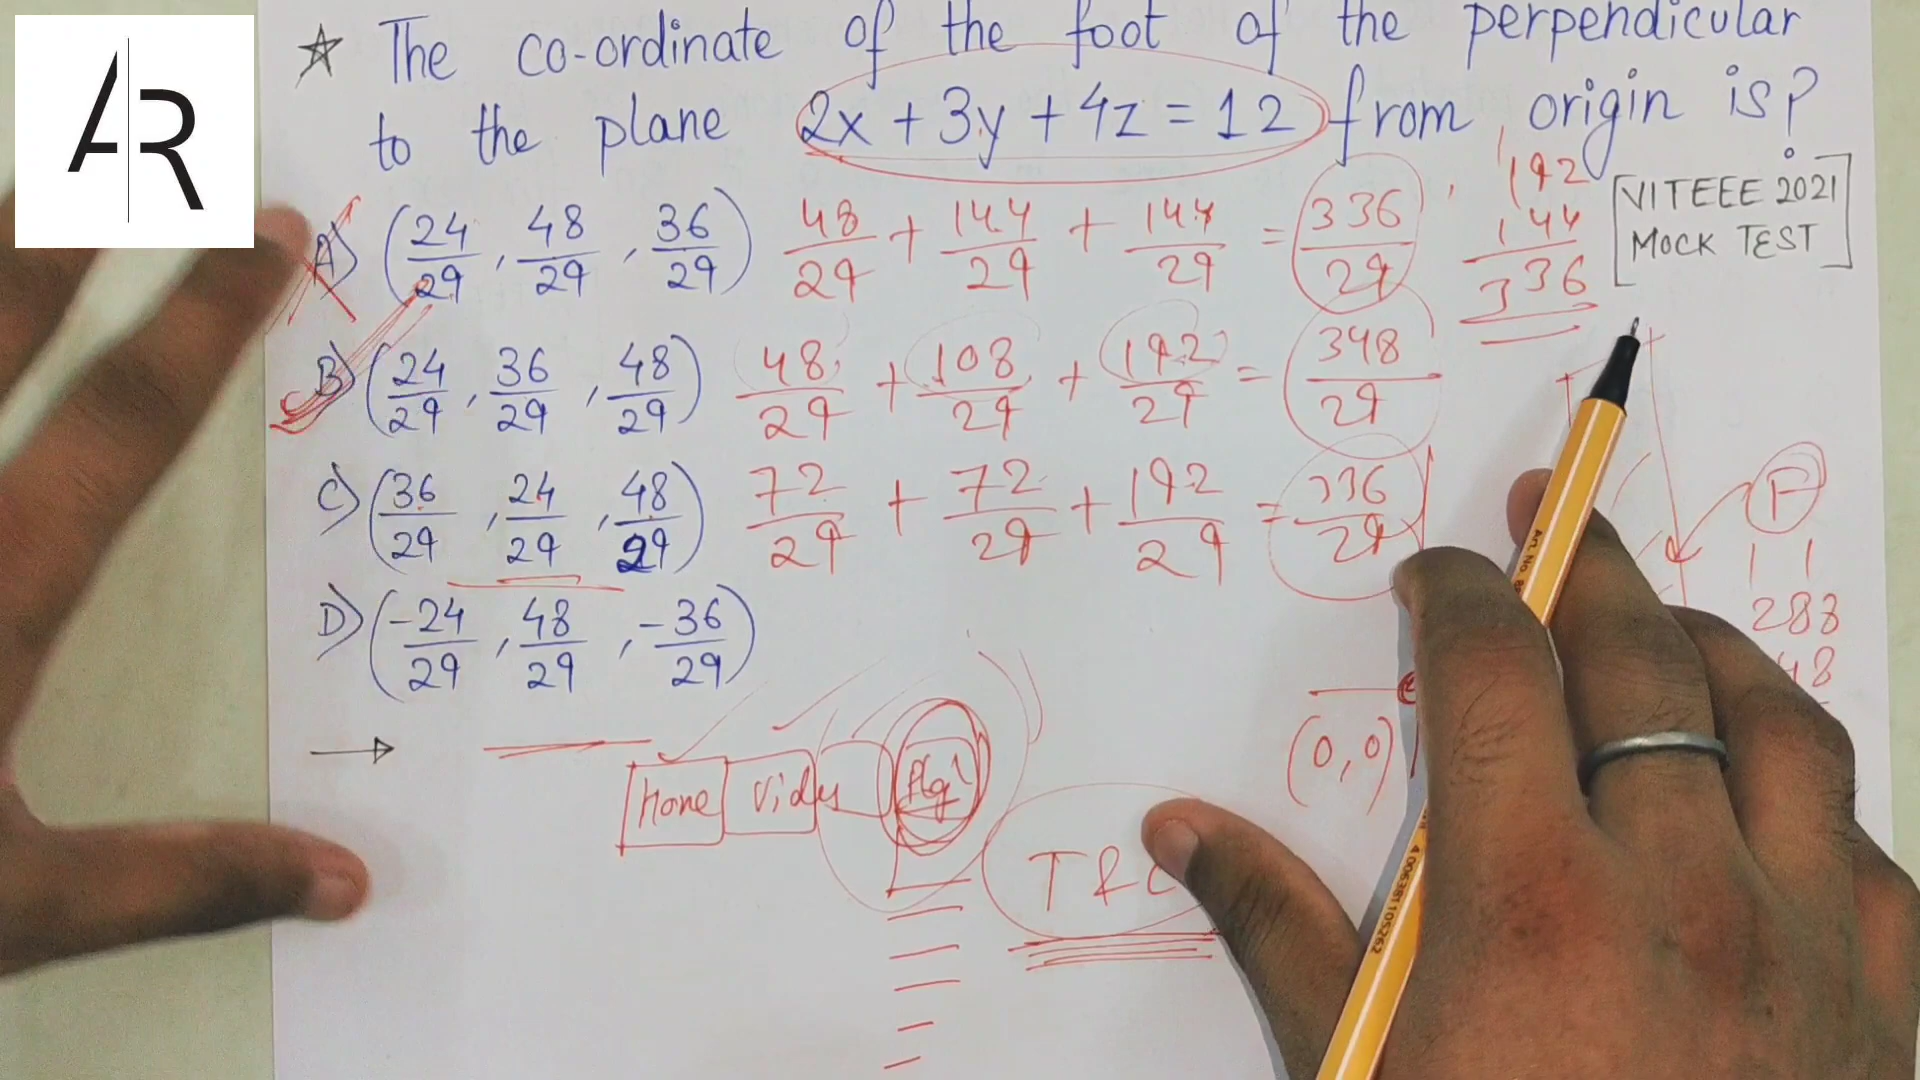 AR
☆ The co-ordinate of the foot of the perpendicular
to the plane 2x + 3y + 4z = 12 from origin is?
[VITEEE 2021
MOCK TEST]
A) (24/29, 48/29, 36/29) 48/29 + 144/29 + 144/29 = 336/29
, 192
144
336
B) (24/29, 36/29, 48/29) 48/29 + 108/29 + 192/29 = 348/29
C) (36/29, 24/29, 48/29) 72/29 + 72/29 + 192/29 = 336/29
F
1 1
288
48
D) (-24/29, 48/29, -36/29)
→
Home
(0,0)